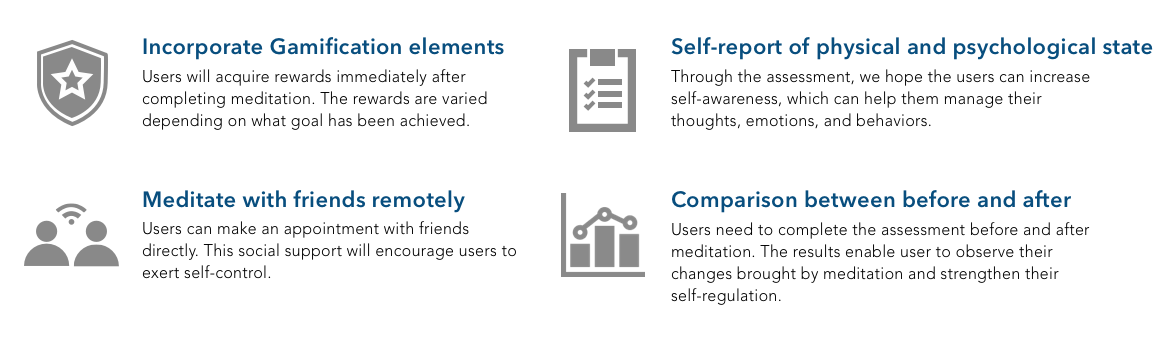 Incorporate Gamification elements
Users will acquire rewards immediately after
completing meditation. The rewards are varied
depending on what goal has been achieved.
Self-report of physical and psychological state
Through the assessment, we hope the users can increase
self-awareness, which can help them manage their
thoughts, emotions, and behaviors.
Meditate with friends remotely
Users can make an appointment with friends
directly. This social support will encourage users to
exert self-control.
Comparison between before and after
Users need to complete the assessment before and after
meditation. The results enable user to observe their
changes brought by meditation and strengthen their
self-regulation.